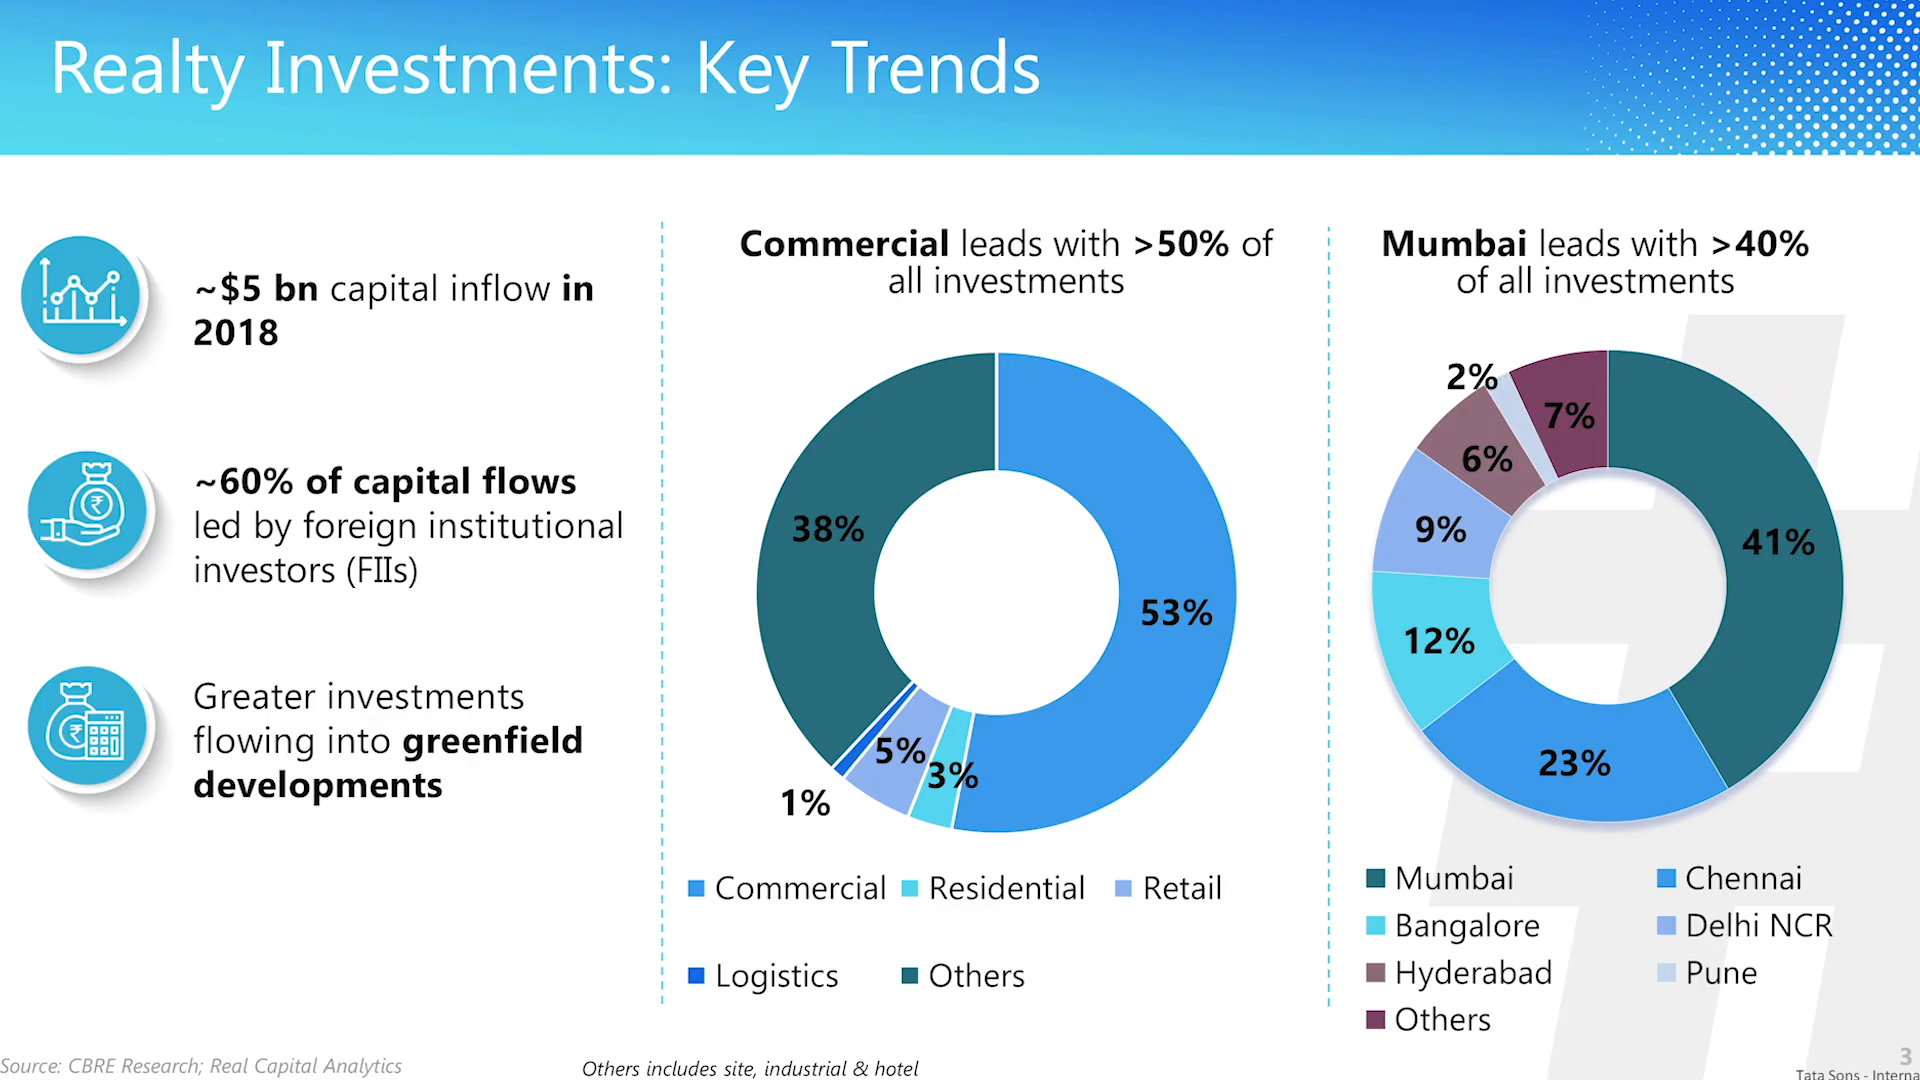 Realty Investments: Key Trends
~$5 bn capital inflow in
2018
~60% of capital flows
led by foreign institutional
investors (FIIs)
Greater investments
flowing into greenfield
developments
Commercial leads with >50% of
all investments
38%
53%
5%
3%
1%
Commercial
Residential
Retail
Logistics
Others
Mumbai leads with >40%
of all investments
2%
7%
6%
9%
41%
12%
23%
Mumbai
Chennai
Bangalore
Delhi NCR
Hyderabad
Pune
Others
Source: CBRE Research; Real Capital Analytics
Others includes site, industrial & hotel
3
Tata Sons - Interna